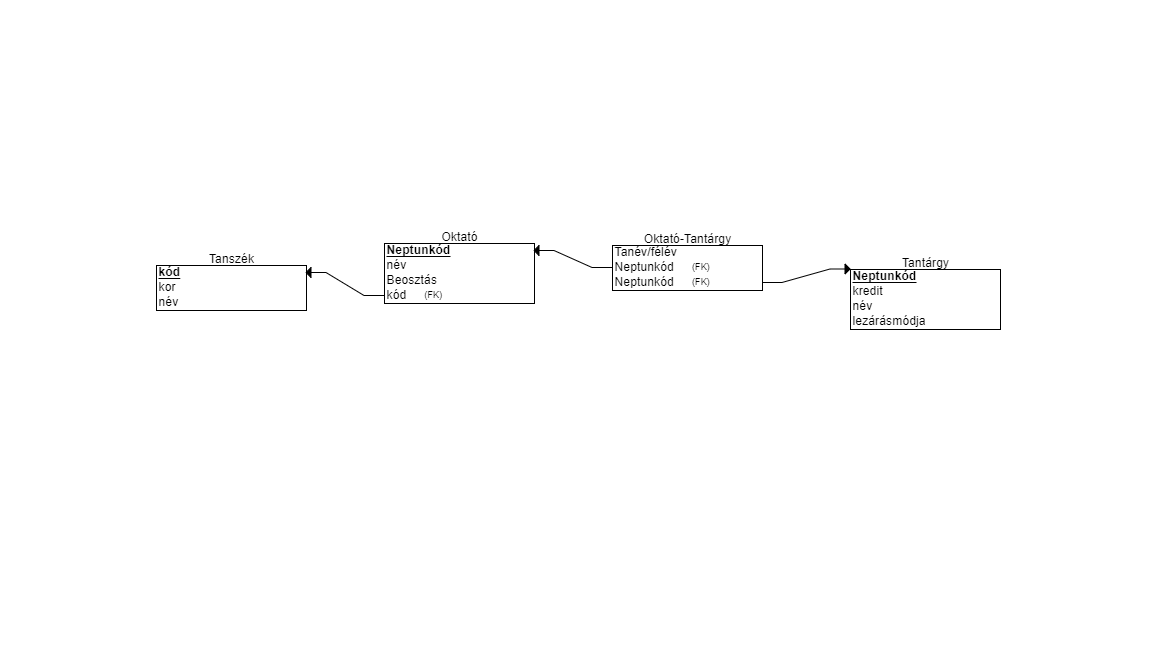 Tanszék
kód
kor
név
Oktató
Neptunkód
név
Beosztás
kód (FK)
Oktató-Tantárgy
Tanév/félév
Neptunkód (FK)
Neptunkód (FK)
Tantárgy
Neptunkód
kredit
név
lezárásmódja